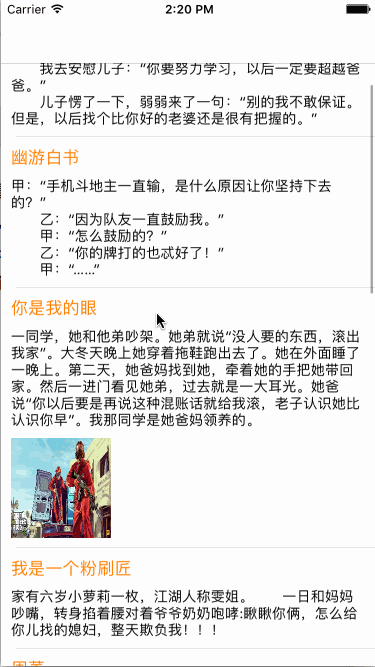 Carrier 2:20 PM
我去安慰儿子：“你要努力学习，以后一定要超越爸
爸。”
儿子愣了一下，弱弱来了一句：“别的我不敢保证。
但是，以后找个比你好的老婆还是很有把握的。”
幽游白书
甲：“手机斗地主一直输，是什么原因让你坚持下去
的？”
乙：“因为队友一直鼓励我。”
甲：“怎么鼓励的？”
乙：“你的牌打的也忒好了！”
甲：“……”
你是我的眼
一同学，她和他弟吵架。她弟就说“没人要的东西，滚出
我家”。大冬天晚上她穿着拖鞋跑出去了。她在外面睡了
一晚上。第二天，她爸妈找到她，牵着她的手把她带回
家。然后一进门看见她弟，过去就是一大耳光。她爸
说“你以后要是再说这种混账话就给我滚，老子认识她比
认识你早”。我那同学是她爸妈领养的。
我是一个粉刷匠
家有六岁小萝莉一枚，江湖人称雯姐。 一日和妈妈
吵嘴，转身掐着腰对着爷爷奶奶咆哮:瞅瞅你俩，怎么给
你儿找的媳妇，整天欺负我！！！